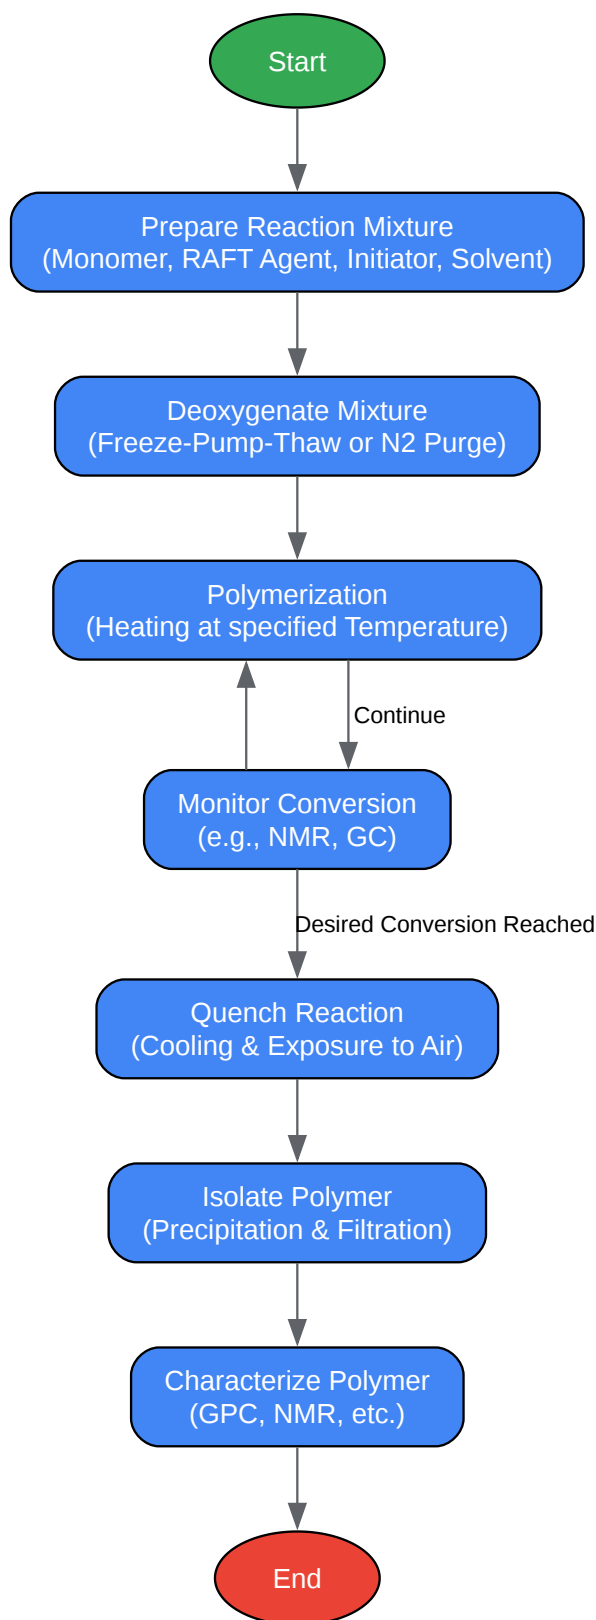 Start
Prepare Reaction Mixture
(Monomer, RAFT Agent, Initiator, Solvent)
Deoxygenate Mixture
(Freeze-Pump-Thaw or N2 Purge)
Polymerization
(Heating at specified Temperature)
Continue
Monitor Conversion
(e.g., NMR, GC)
Desired Conversion Reached
Quench Reaction
(Cooling & Exposure to Air)
Isolate Polymer
(Precipitation & Filtration)
Characterize Polymer
(GPC, NMR, etc.)
End